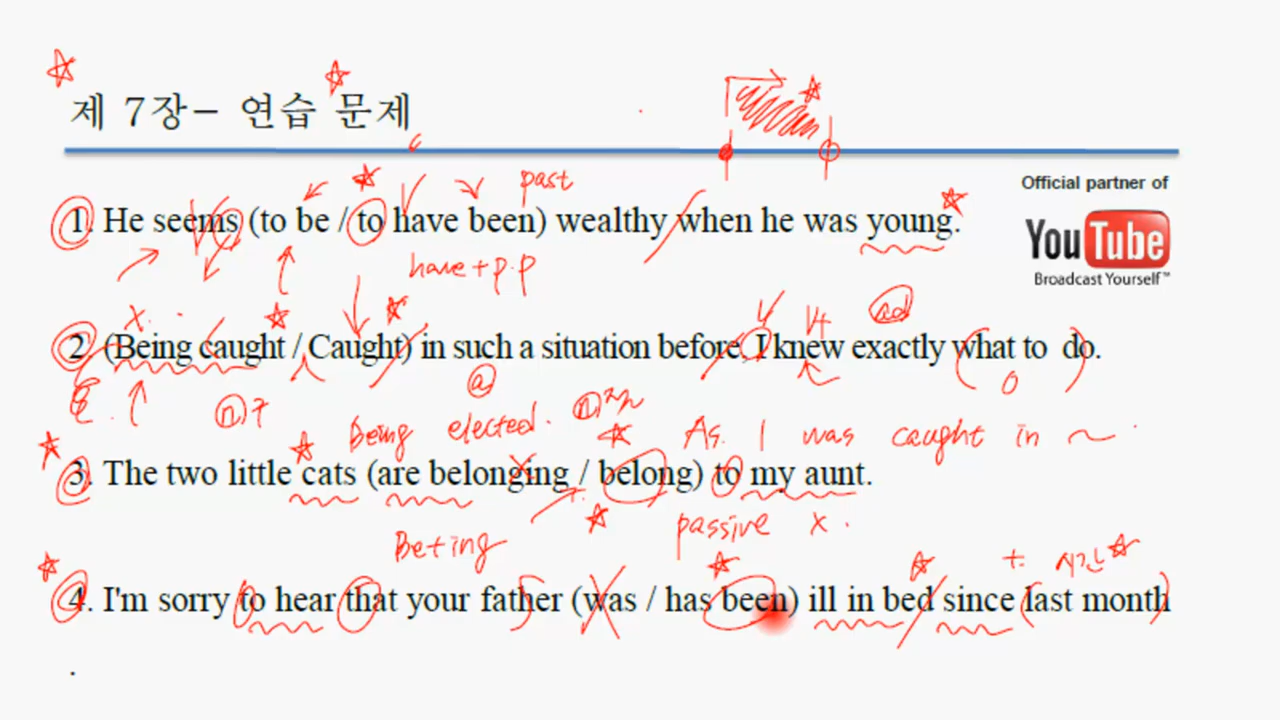 제 7장– 연습 문제
past
Official partner of
1. He seems (to be / to have been) wealthy when he was young.
YouTube
have + p.p
Broadcast Yourself™
x.
ad
2. (Being caught / Caught) in such a situation before, I knew exactly what to do.
being elected. As I was caught in ~
3. The two little cats (are belonging / belong) to my aunt.
passive x.
Being
+ 시간
4. I'm sorry to hear that your father (was / has been) ill in bed since (last month)
.